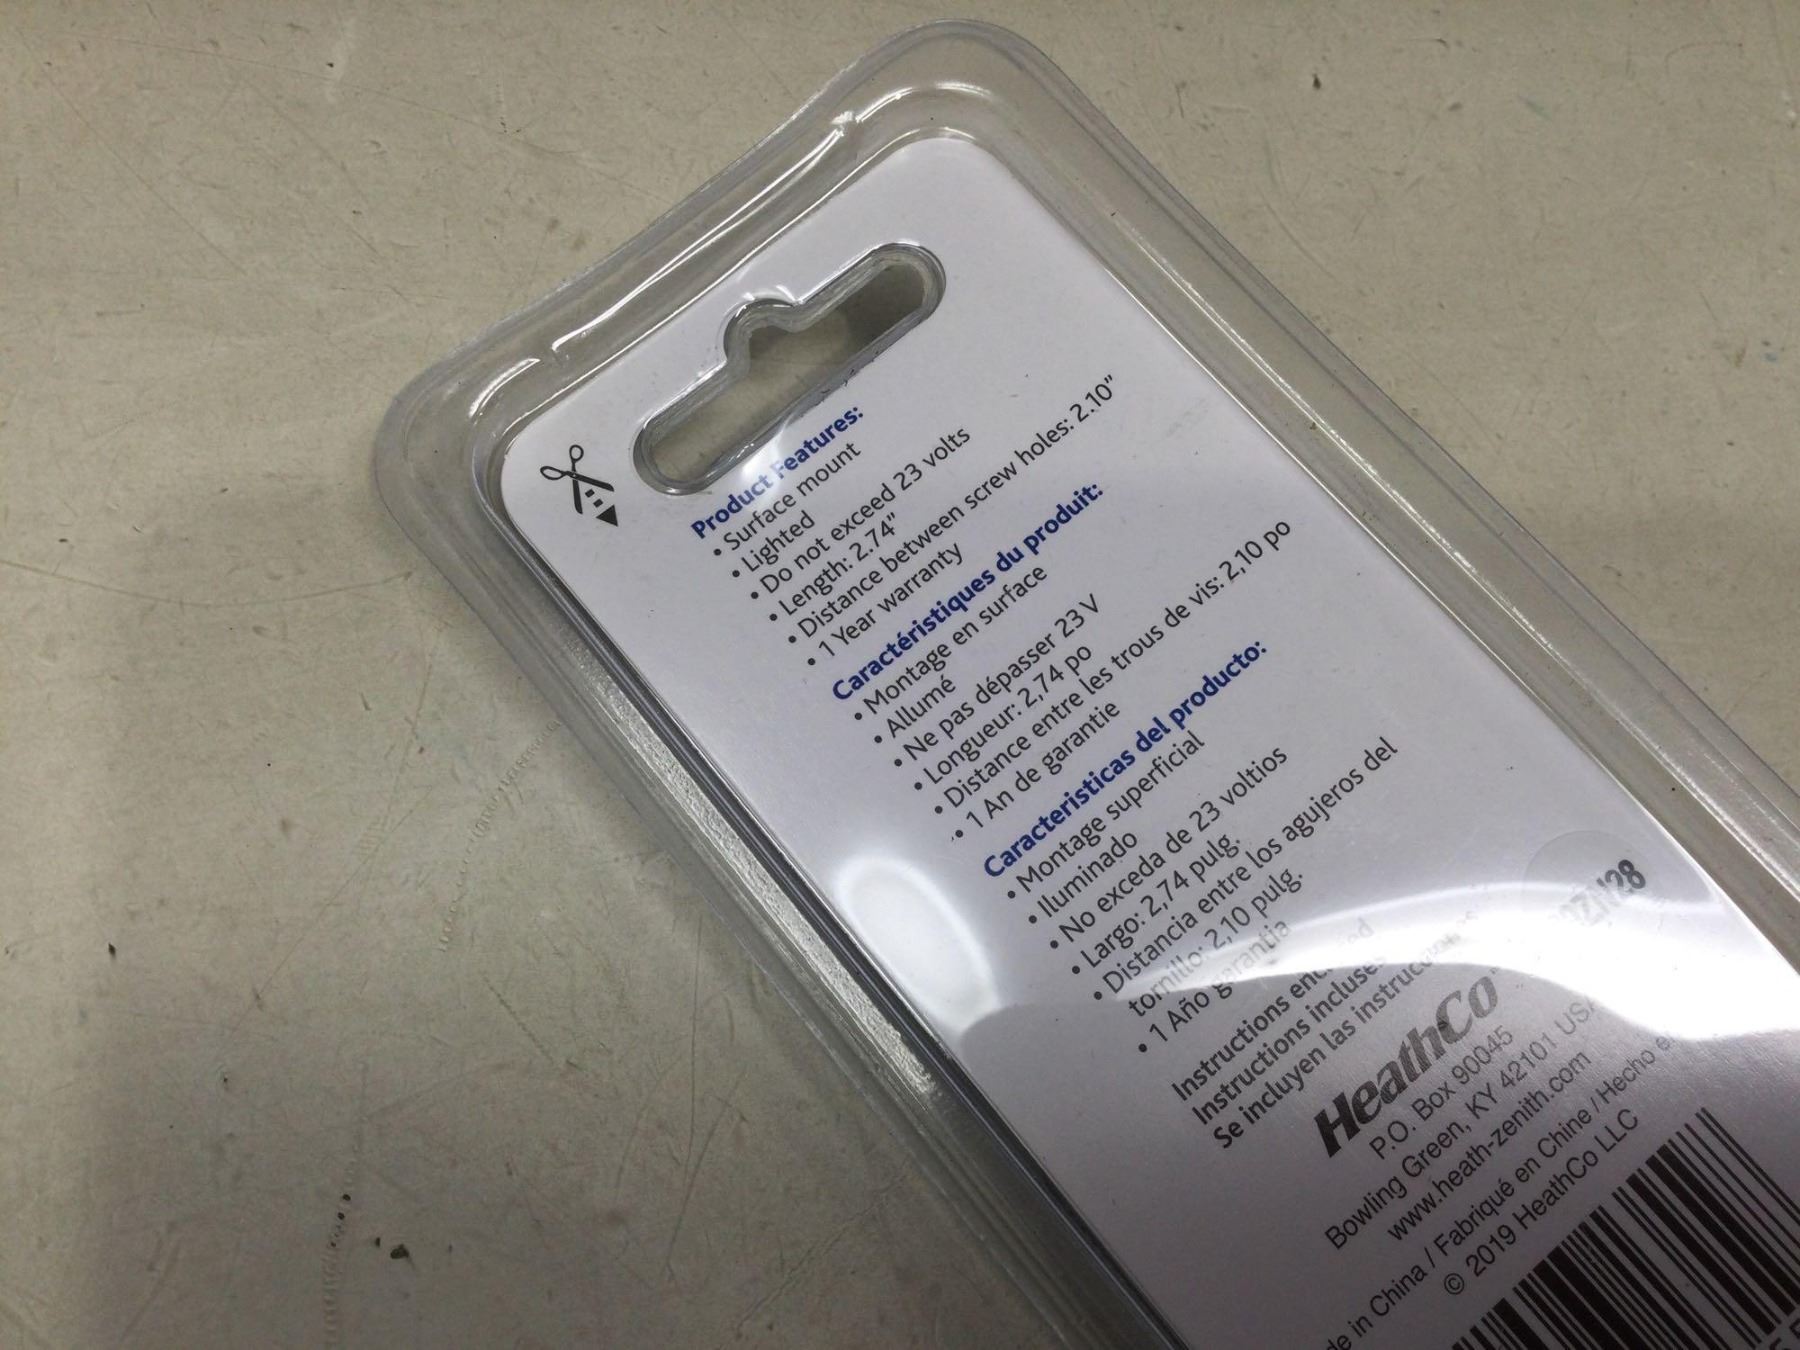 Product Features:
• Surface mount
• Lighted
• Do not exceed 23 volts
• Length: 2.74"
• Distance between screw holes: 2.10"
• 1 Year warranty
Caractéristiques du produit:
• Montage en surface
• Allumé
• Ne pas dépasser 23 V
• Longueur: 2,74 po
• Distance entre les trous de vis: 2,10 po
• 1 An de garantie
Caracteristicas del producto:
• Montage superficial
• Iluminado
• No exceda de 23 voltios
• Largo: 2,74 pulg.
• Distancia entre los agujeros del
tornillo: 2,10 pulg.
• 1 Año garantia
Instructions
Instructions incluses
Se incluyen las
HeathCo
P.O. Box 90045
Bowling Green, KY 42101 USA
www.heath-zenith.com
in China / Fabriqué en Chine / Hecho
© 2019 HeathCo LLC